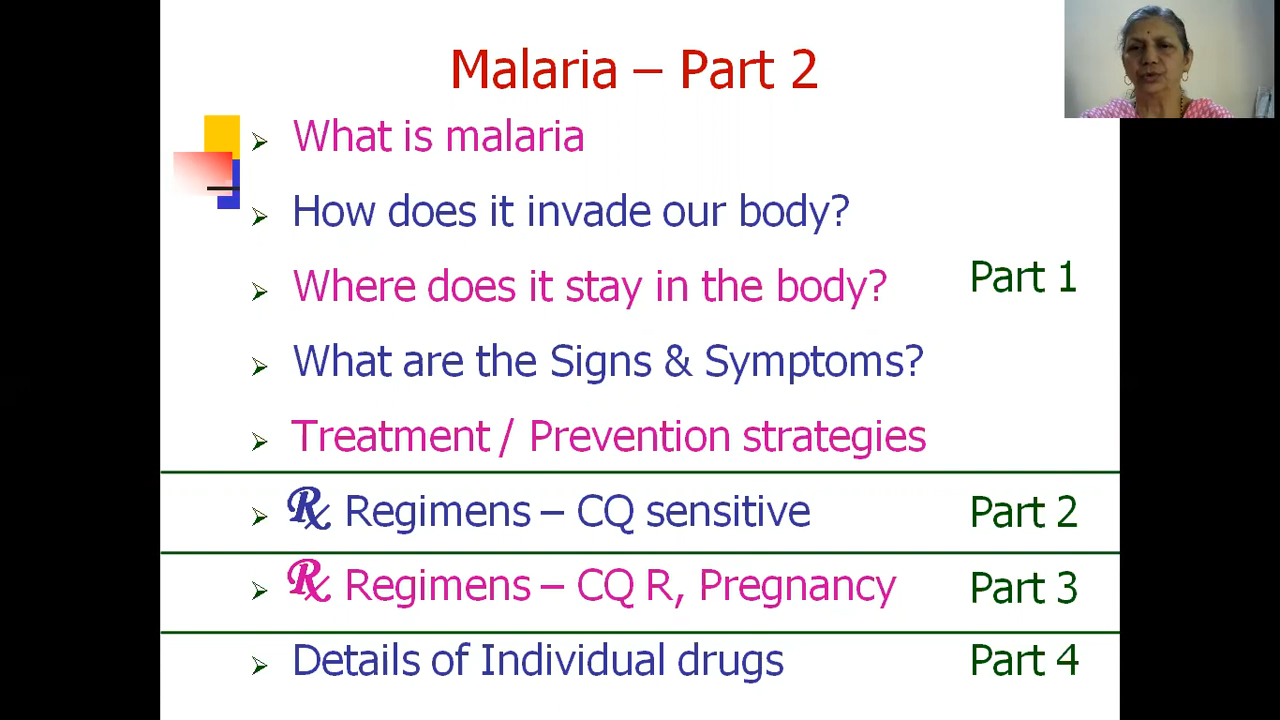 Malaria – Part 2
What is malaria
How does it invade our body?
Where does it stay in the body?
Part 1
What are the Signs & Symptoms?
Treatment / Prevention strategies
℞ Regimens – CQ sensitive
Part 2
℞ Regimens – CQ R, Pregnancy
Part 3
Details of Individual drugs
Part 4